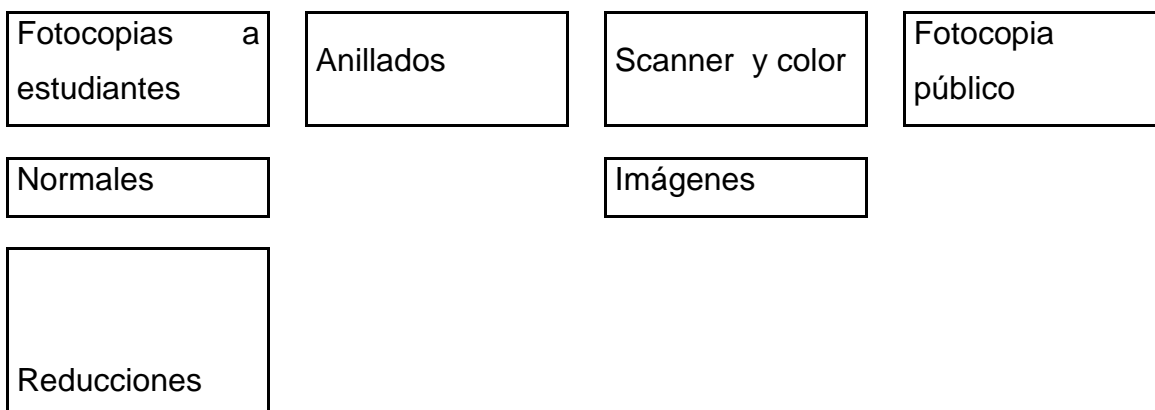 Fotocopias a
estudiantes
Anillados
Scanner y color
Fotocopia
público
Normales
Imágenes
Reducciones